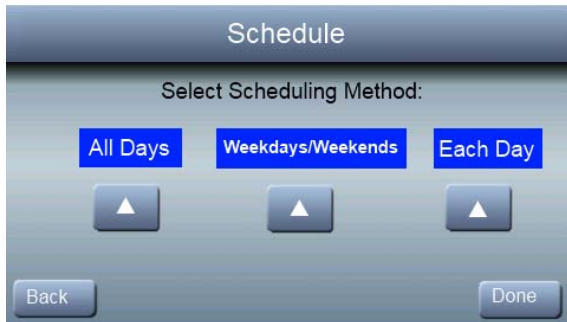 Schedule
Select Scheduling Method:
All Days Weekdays/Weekends Each Day
Back Done